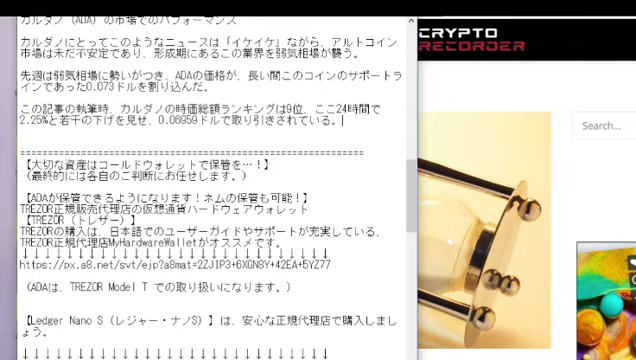 カルダノ（ADA）の市場でのパフォーマンス
カルダノにとってこのようなニュースは「イケイケ」ながら、アルトコイン
市場は未だ不安定であり、形成期にあるこの業界を弱気相場が襲う。
先週は弱気相場に勢いがつき、ADAの価格が、長い間このコインのサポートラ
インであった0.073ドルを割り込んだ。
この記事の執筆時、カルダノの時価総額ランキングは9位、ここ24時間で
2.25%と若干の下げを見せ、0.06959ドルで取り引きされている。
==================================================
【大切な資産はコールドウォレットで保管を…！】
（最終的には各自のご判断にお任せします。）
【ADAが保管できるようになります！ネムの保管も可能！】
TREZOR正規販売代理店の仮想通貨ハードウェアウォレット
【TREZOR（トレザー）】
TREZORの購入は、日本語でのユーザーガイドやサポートが充実している、
TREZOR正規代理店MyHardwareWalletがオススメです。
↓↓↓↓↓↓↓↓↓↓↓↓↓↓↓↓↓↓↓↓↓↓
https://px.a8.net/svt/ejp?a8mat=2ZJ1P3+6XGN8Y+42EA+5YZ77
（ADAは、TREZOR Model T での取り扱いになります。）
【Ledger Nano S（レジャー・ナノS）】は、安心な正規代理店で購入しまし
ょう。
↓↓↓↓↓↓↓↓↓↓↓↓↓↓↓↓↓↓↓↓↓↓
CRYPTO
RECORDER
Search...